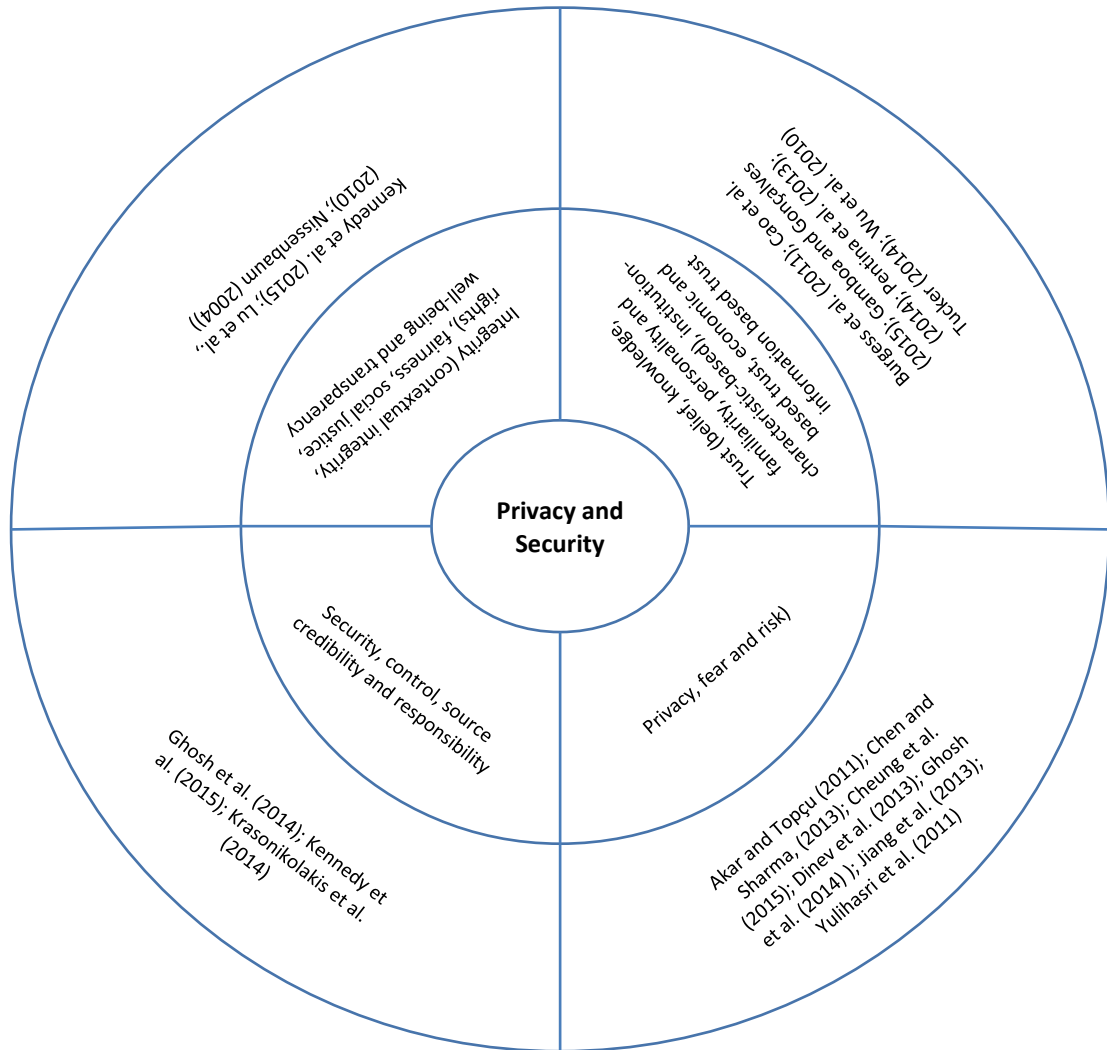 Kennedy et al. (2015); Lu et al.,
(2010); Nissenbaum (2004))
Burgess et al. (2011); Cao et al.
(2015); Gamboa and Gonçalves
(2014); Pentina et al. (2013);
Tucker (2014); Wu et al. (2010)
Integrity (contextual integrity,
rights), fairness, social justice,
well-being and transparency
Trust (belief, knowledge,
familiarity, personality and
characteristic-based), institution-
based trust, economic and
information based trust
Privacy and
Security
Security, control, source
credibility and responsibility
Privacy, fear and risk)
Ghosh et al. (2014); Kennedy et
al. (2015); Krasonikolakis et al.
(2014)
Akar and Topçu (2011); Chen and
Sharma, (2013); Cheung et al.
(2015); Dinev et al. (2013); Ghosh
et al. (2014) ); Jiang et al. (2013);
Yulihasri et al. (2011)